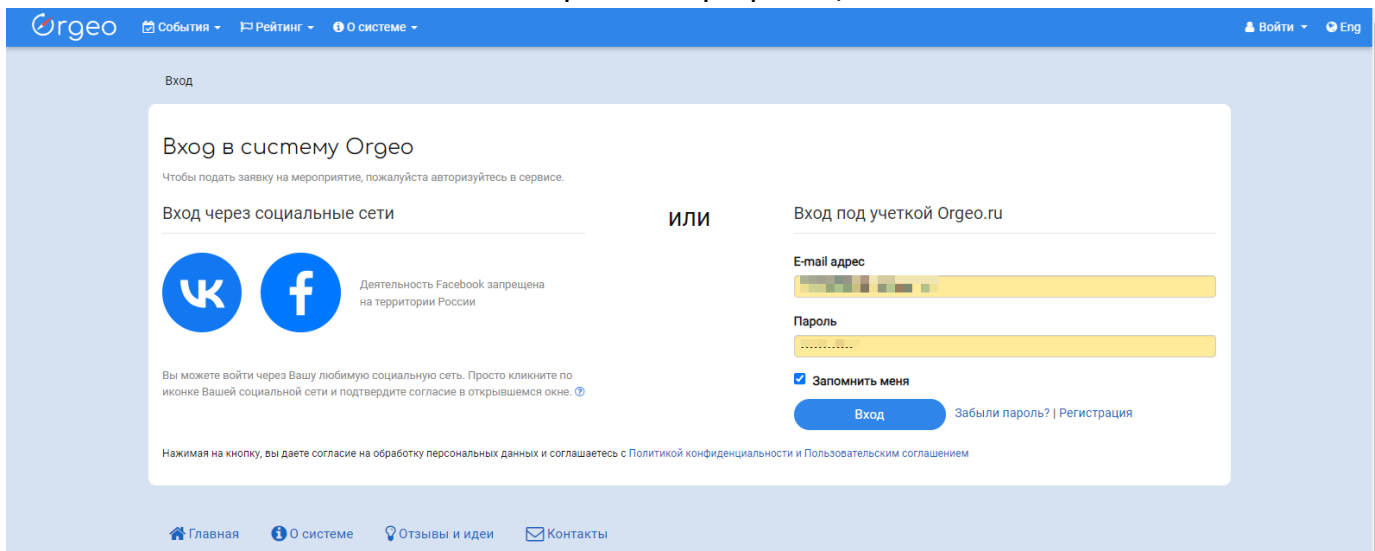 Orgeo События Рейтинг О системе Войти Eng
Вход
Вход в систему Orgeo
Чтобы подать заявку на мероприятие, пожалуйста авторизуйтесь в сервисе.
Вход через социальные сети
Деятельность Facebook запрещена
на территории России
Вы можете войти через Вашу любимую социальную сеть. Просто кликните по
иконке Вашей социальной сети и подтвердите согласие в открывшемся окне.
ИЛИ
Вход под учеткой Orgeo.ru
E-mail адрес
Пароль
Запомнить меня
Вход Забыли пароль? | Регистрация
Нажимая на кнопку, вы даете согласие на обработку персональных данных и соглашаетесь с Политикой конфиденциальности и Пользовательским соглашением
Главная О системе Отзывы и идеи Контакты